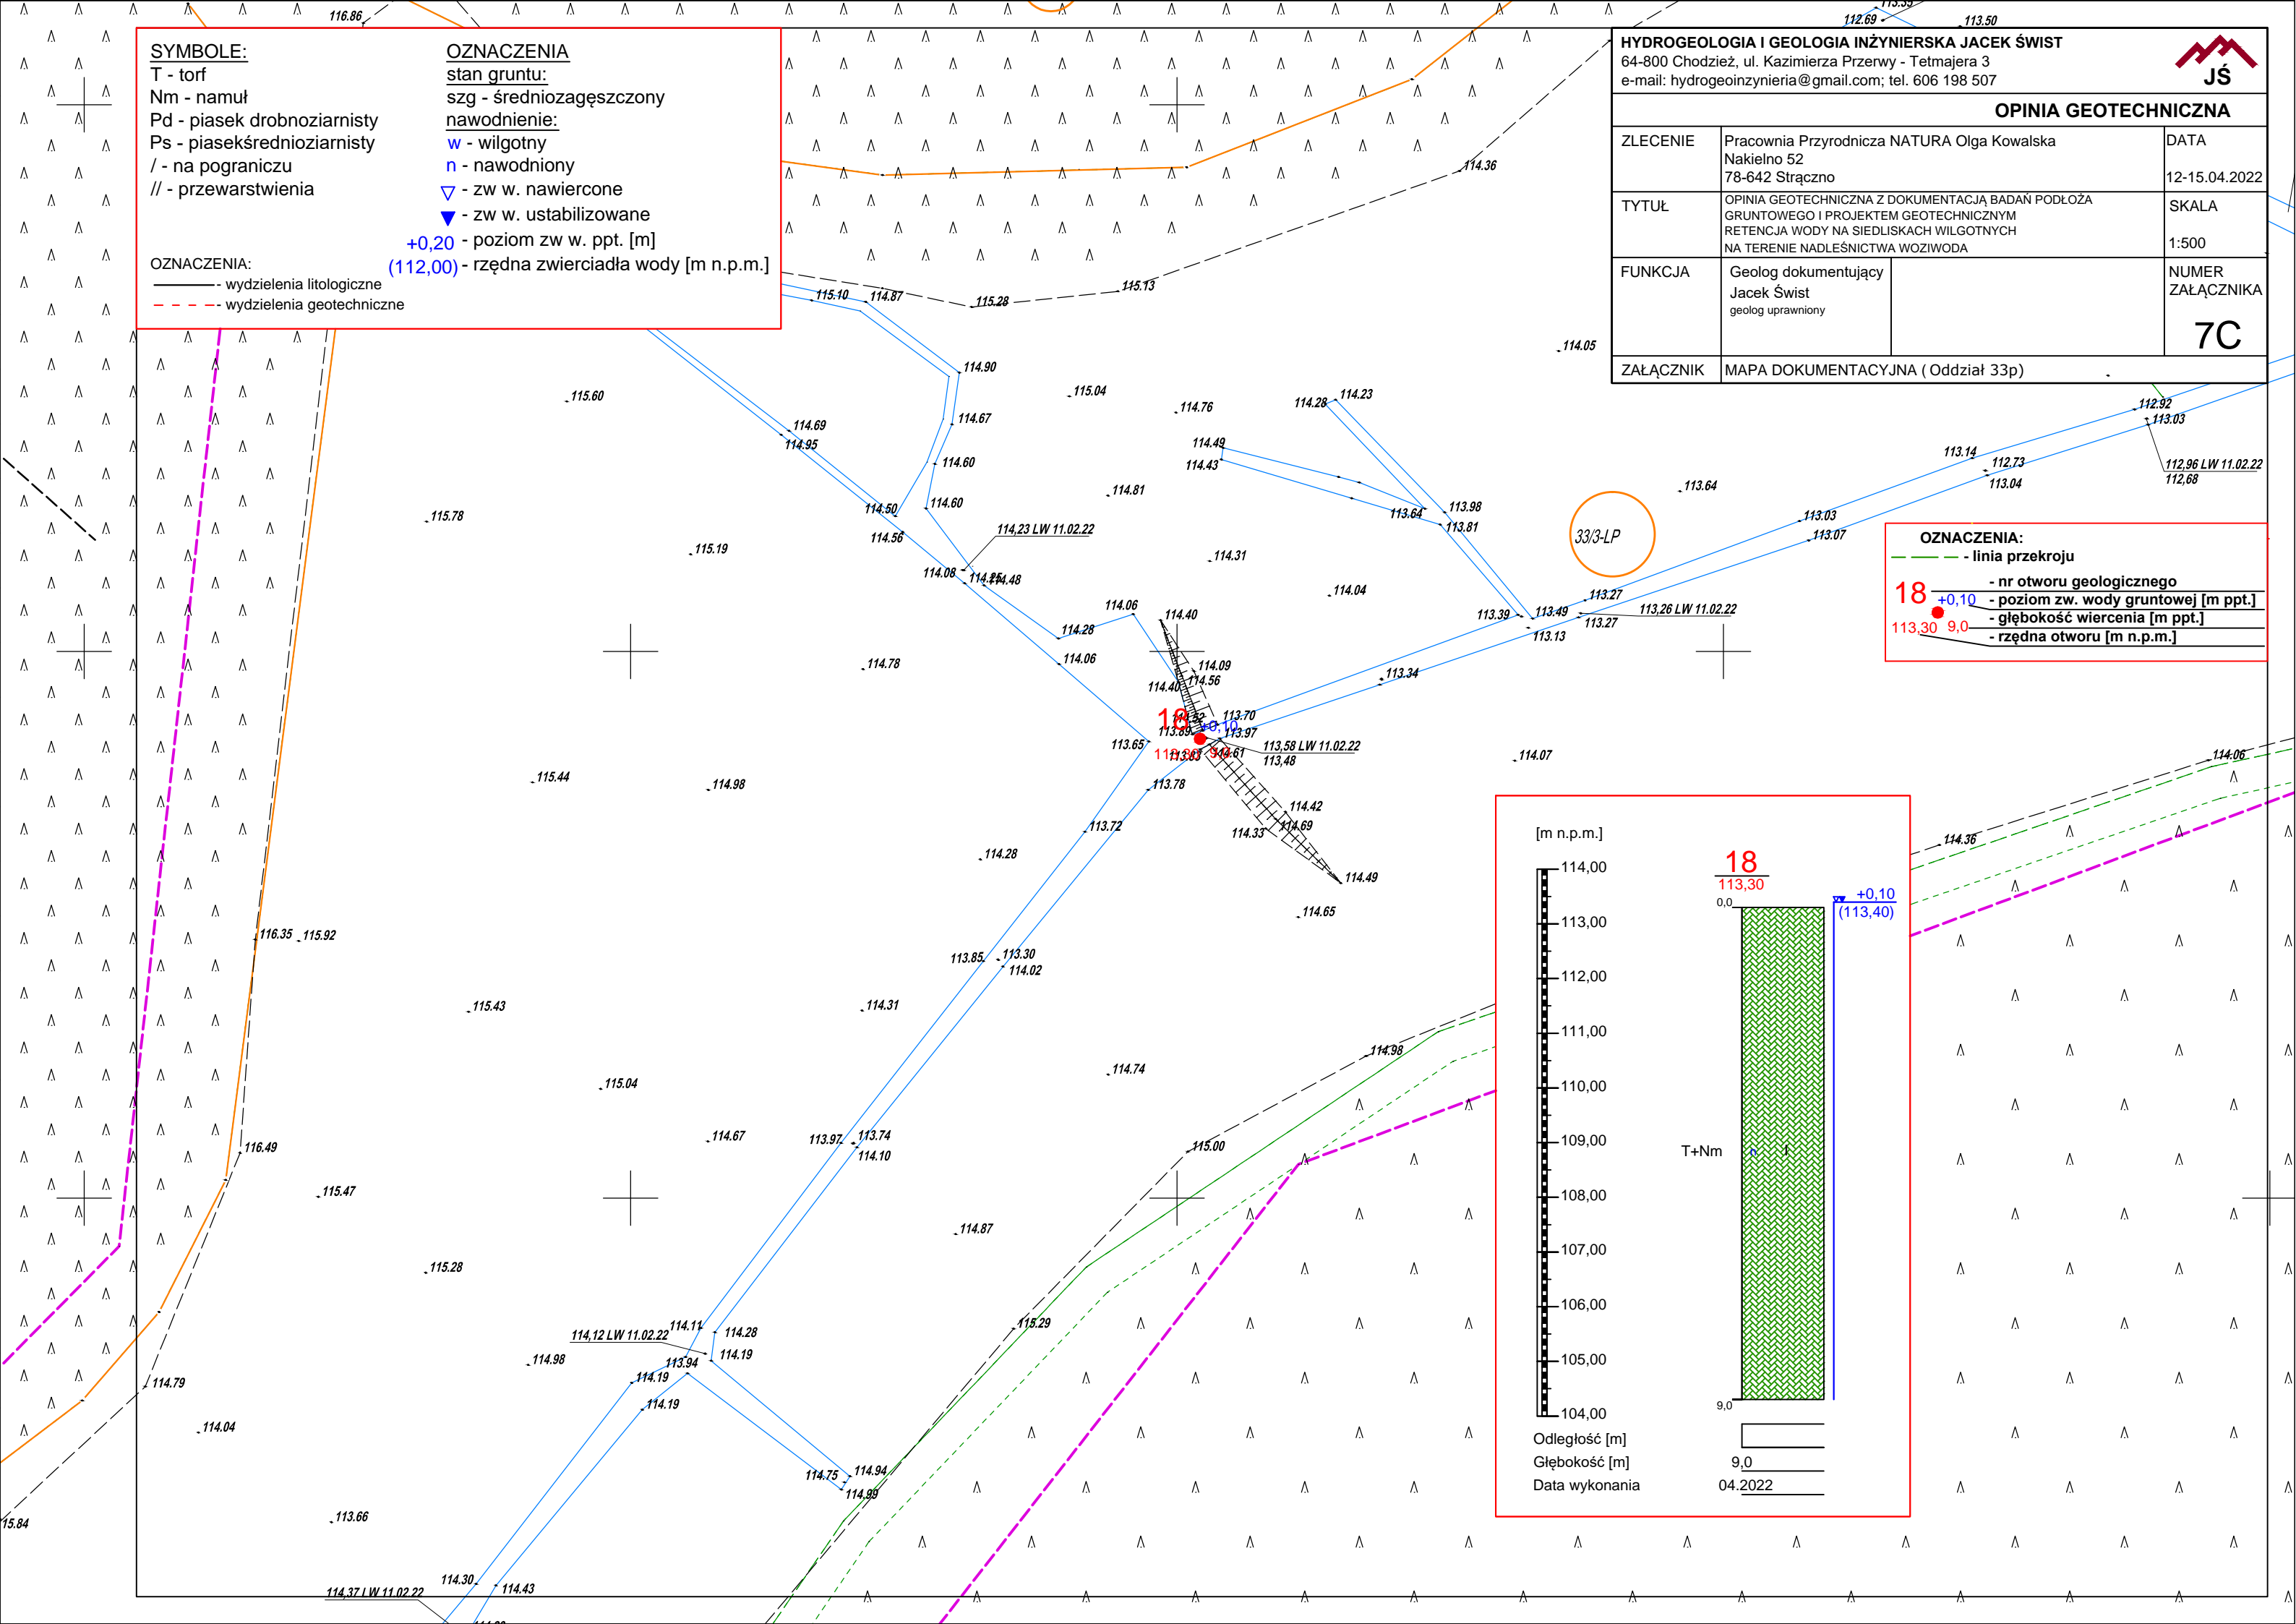 116.86
SYMBOLE:
T - torf
Nm - namuł
Pd - piasek drobnoziarnisty
Ps - piasekśrednioziarnisty
/ - na pograniczu
// - przewarstwienia
OZNACZENIA:
- wydzielenia litologiczne
- wydzielenia geotechniczne
OZNACZENIA
stan gruntu:
szg - średniozagęszczony
nawodnienie:
w - wilgotny
n - nawodniony
- zw w. nawiercone
- zw w. ustabilizowane
+0,20 - poziom zw w. ppt. [m]
(112,00) - rzędna zwierciadła wody [m n.p.m.]
113.35
112.69
113.50
HYDROGEOLOGIA I GEOLOGIA INŻYNIERSKA JACEK ŚWIST
64-800 Chodzież, ul. Kazimierza Przerwy - Tetmajera 3
e-mail: hydrogeoinzynieria@gmail.com; tel. 606 198 507
JŚ
OPINIA GEOTECHNICZNA
ZLECENIE
Pracownia Przyrodnicza NATURA Olga Kowalska
Nakielno 52
78-642 Strączno
DATA
12-15.04.2022
TYTUŁ
OPINIA GEOTECHNICZNA Z DOKUMENTACJĄ BADAŃ PODŁOŻA
GRUNTOWEGO I PROJEKTEM GEOTECHNICZNYM
RETENCJA WODY NA SIEDLISKACH WILGOTNYCH
NA TERENIE NADLEŚNICTWA WOZIWODA
SKALA
1:500
FUNKCJA
Geolog dokumentujący
Jacek Świst
geolog uprawniony
NUMER
ZAŁĄCZNIKA
7C
ZAŁĄCZNIK
MAPA DOKUMENTACYJNA ( Oddział 33p)
114.36
115.10
114.87
115.28
115.13
114.05
114.90
115.60
115.04
114.76
114.28
114.23
114.69
114.95
114.67
114.49
114.43
114.60
112.92
113.03
113.14
112.73
113.04
112,96 LW 11.02.22
112,68
114.81
113.64
115.78
114.50
114.60
114.56
114,23 LW 11.02.22
113.64
113.98
113.81
33/3-LP
113.03
113.07
115.19
114.31
114.08
114.48
114.04
114.06
114.40
114.28
114.06
114.78
113.39
113.49
113.27
113.27
113.13
113,26 LW 11.02.22
OZNACZENIA:
- linia przekroju
18
+0,10
113,30 9,0
- nr otworu geologicznego
- poziom zw. wody gruntowej [m ppt.]
- głębokość wiercenia [m ppt.]
- rzędna otworu [m n.p.m.]
114.09
114.56
114.40
113.34
18
+0,10
113.70
113.89
113.97
113.65
114.61
113,58 LW 11.02.22
113,48
113.78
114.07
114.06
115.44
114.98
113.72
114.28
114.42
114.33
114.69
114.49
114.65
114.36
[m n.p.m.]
114,00
113,00
112,00
111,00
110,00
109,00
108,00
107,00
106,00
105,00
104,00
18
113,30
0,0
+0,10
(113,40)
T+Nm
n
9,0
Odległość [m]
Głębokość [m]
9,0
Data wykonania
04.2022
116.35
115.92
113.85
113.30
114.02
115.43
114.31
114.98
115.04
114.74
113.97
113.74
114.10
114.67
115.00
116.49
115.47
114.87
115.28
115.29
114.11
114.28
114,12 LW 11.02.22
114.19
113.94
114.98
114.19
114.19
114.79
114.04
114.94
114.75
114.99
113.66
15.84
114.30
114.43
114,37 LW 11.02.22